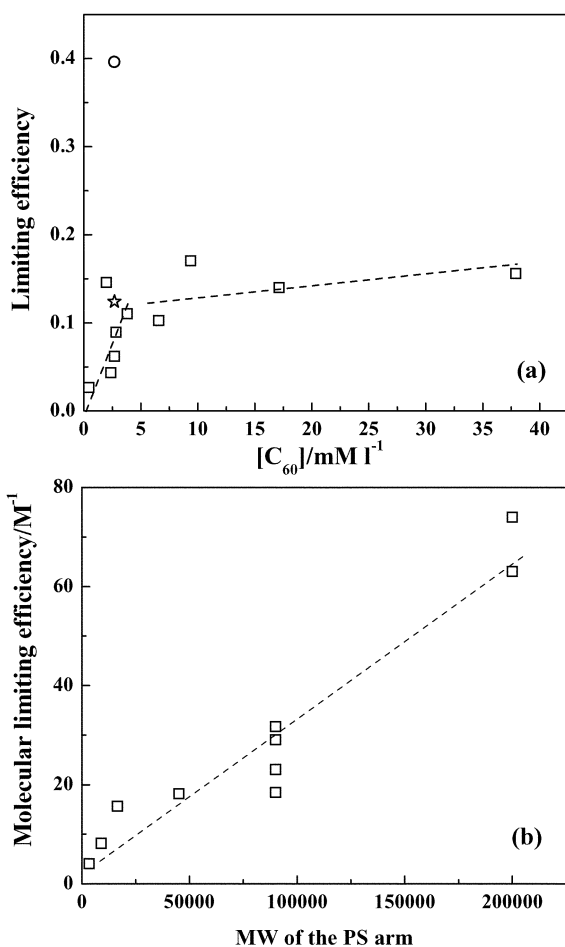 0.4
0.3
0.2
0.1
0.0
Limiting efficiency
(a)
0 5 10 15 20 25 30 35 40
[C60]/mM l-1
80
60
40
20
0
Molecular limiting efficiency/M-1
(b)
0 50000 100000 150000 200000
MW of the PS arm